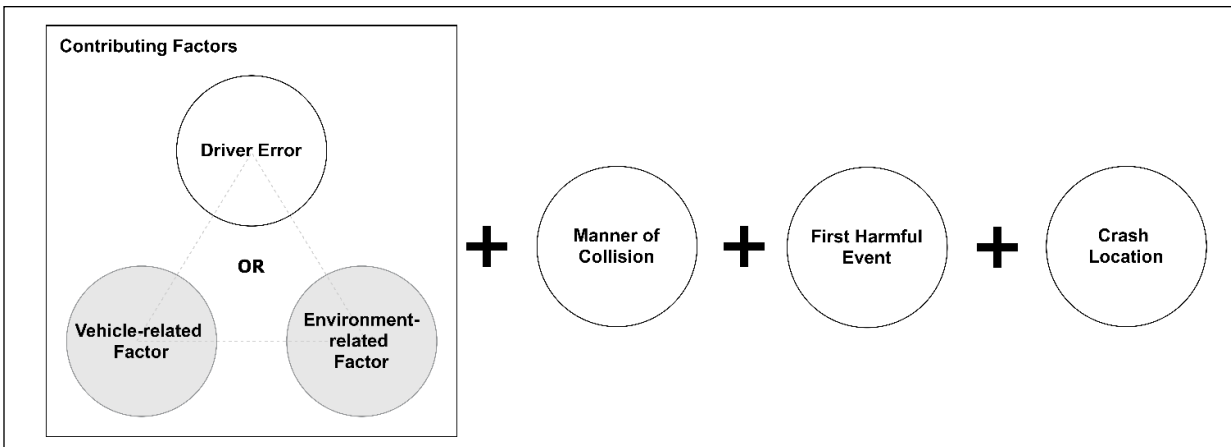 Contributing Factors
Driver Error
OR
Vehicle-related
Factor
Environment-
related
Factor
Manner of
Collision
First Harmful
Event
Crash
Location